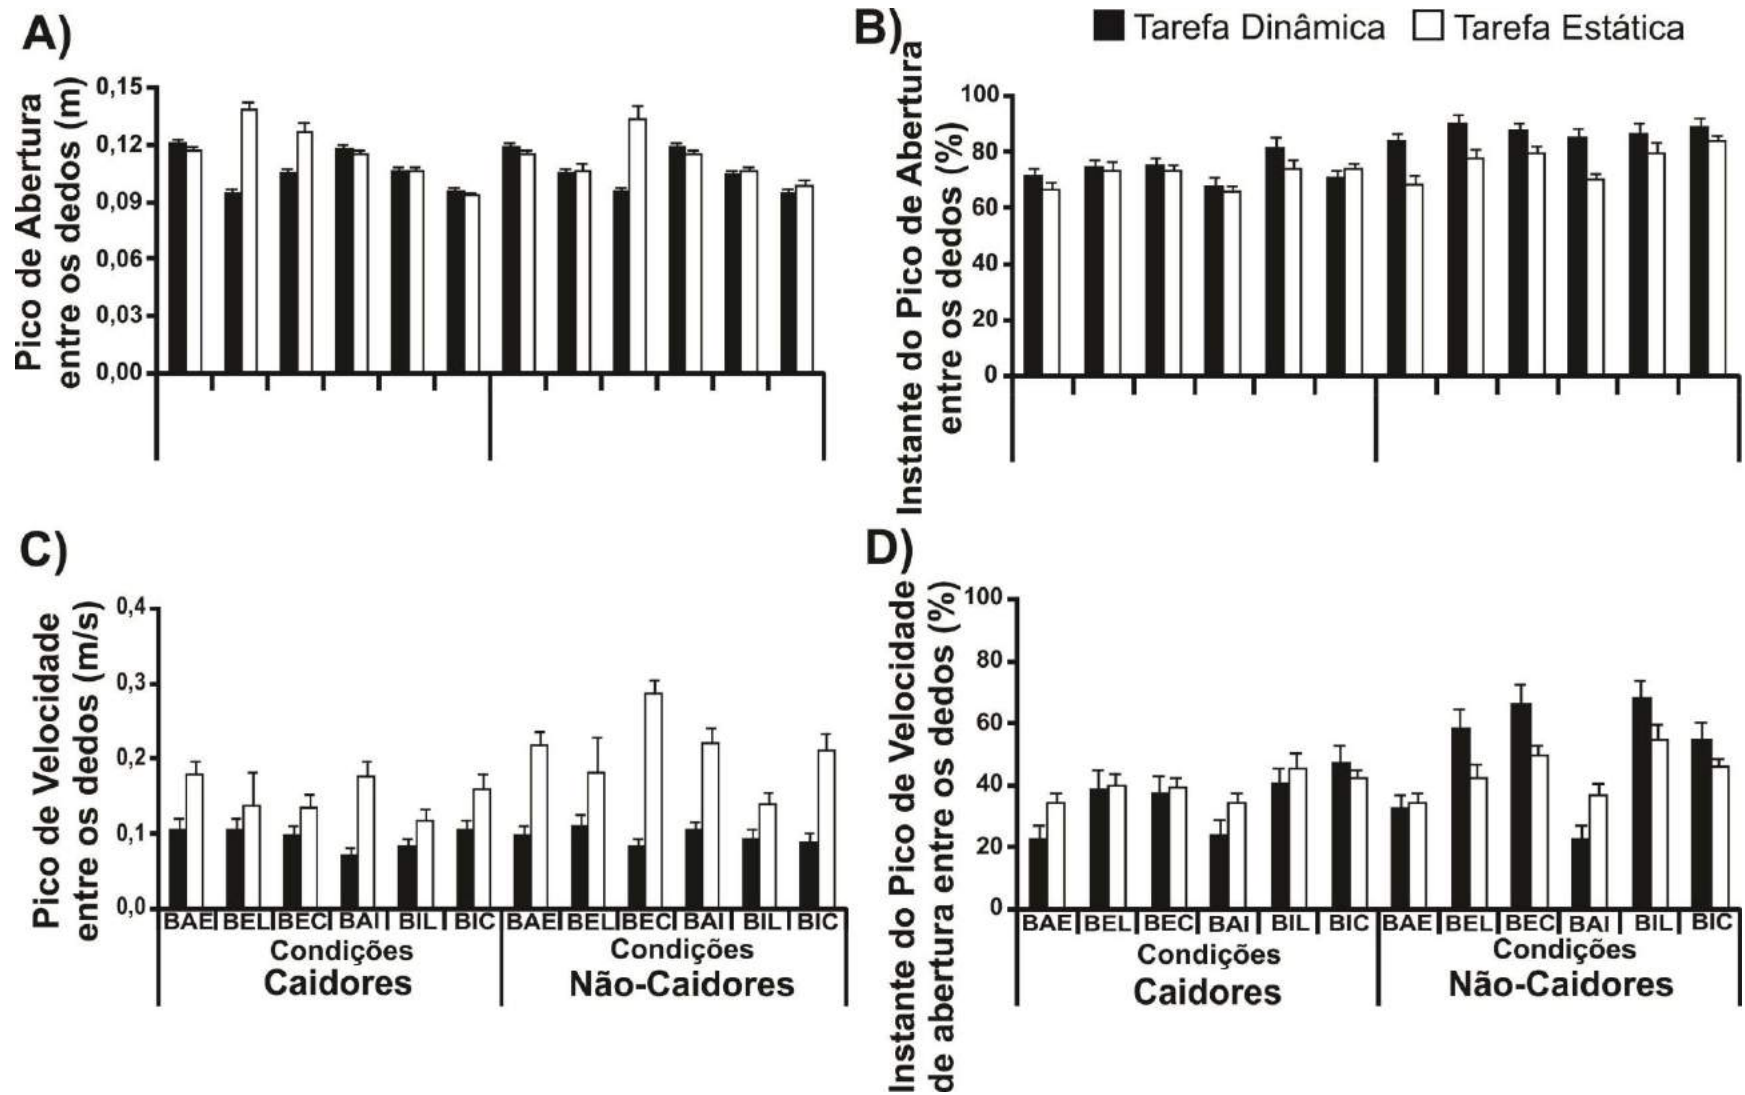 A)
Pico de Abertura
entre os dedos (m)
0,15
0,12
0,09
0,06
0,03
0,00
B)
Tarefa Dinâmica
Tarefa Estática
Instante do Pico de Abertura
entre os dedos (%)
100
80
60
40
20
0
C)
Pico de Velocidade
entre os dedos (m/s)
0,4
0,3
0,2
0,1
0,0
BAE BEL BEC BAI BIL BIC BAE BEL BEC BAI BIL BIC
Condições Condições
Caidores Não-Caidores
D)
Instante do Pico de Velocidade
de abertura entre os dedos (%)
100
80
60
40
20
0
BAE BEL BEC BAI BIL BIC BAE BEL BEC BAI BIL BIC
Condições Condições
Caidores Não-Caidores